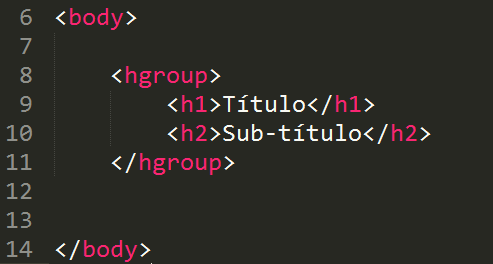 6 <body>
7
8 <hgroup>
9 <h1>Título</h1>
10 <h2>Sub-título</h2>
11 </hgroup>
12
13
14 </body>